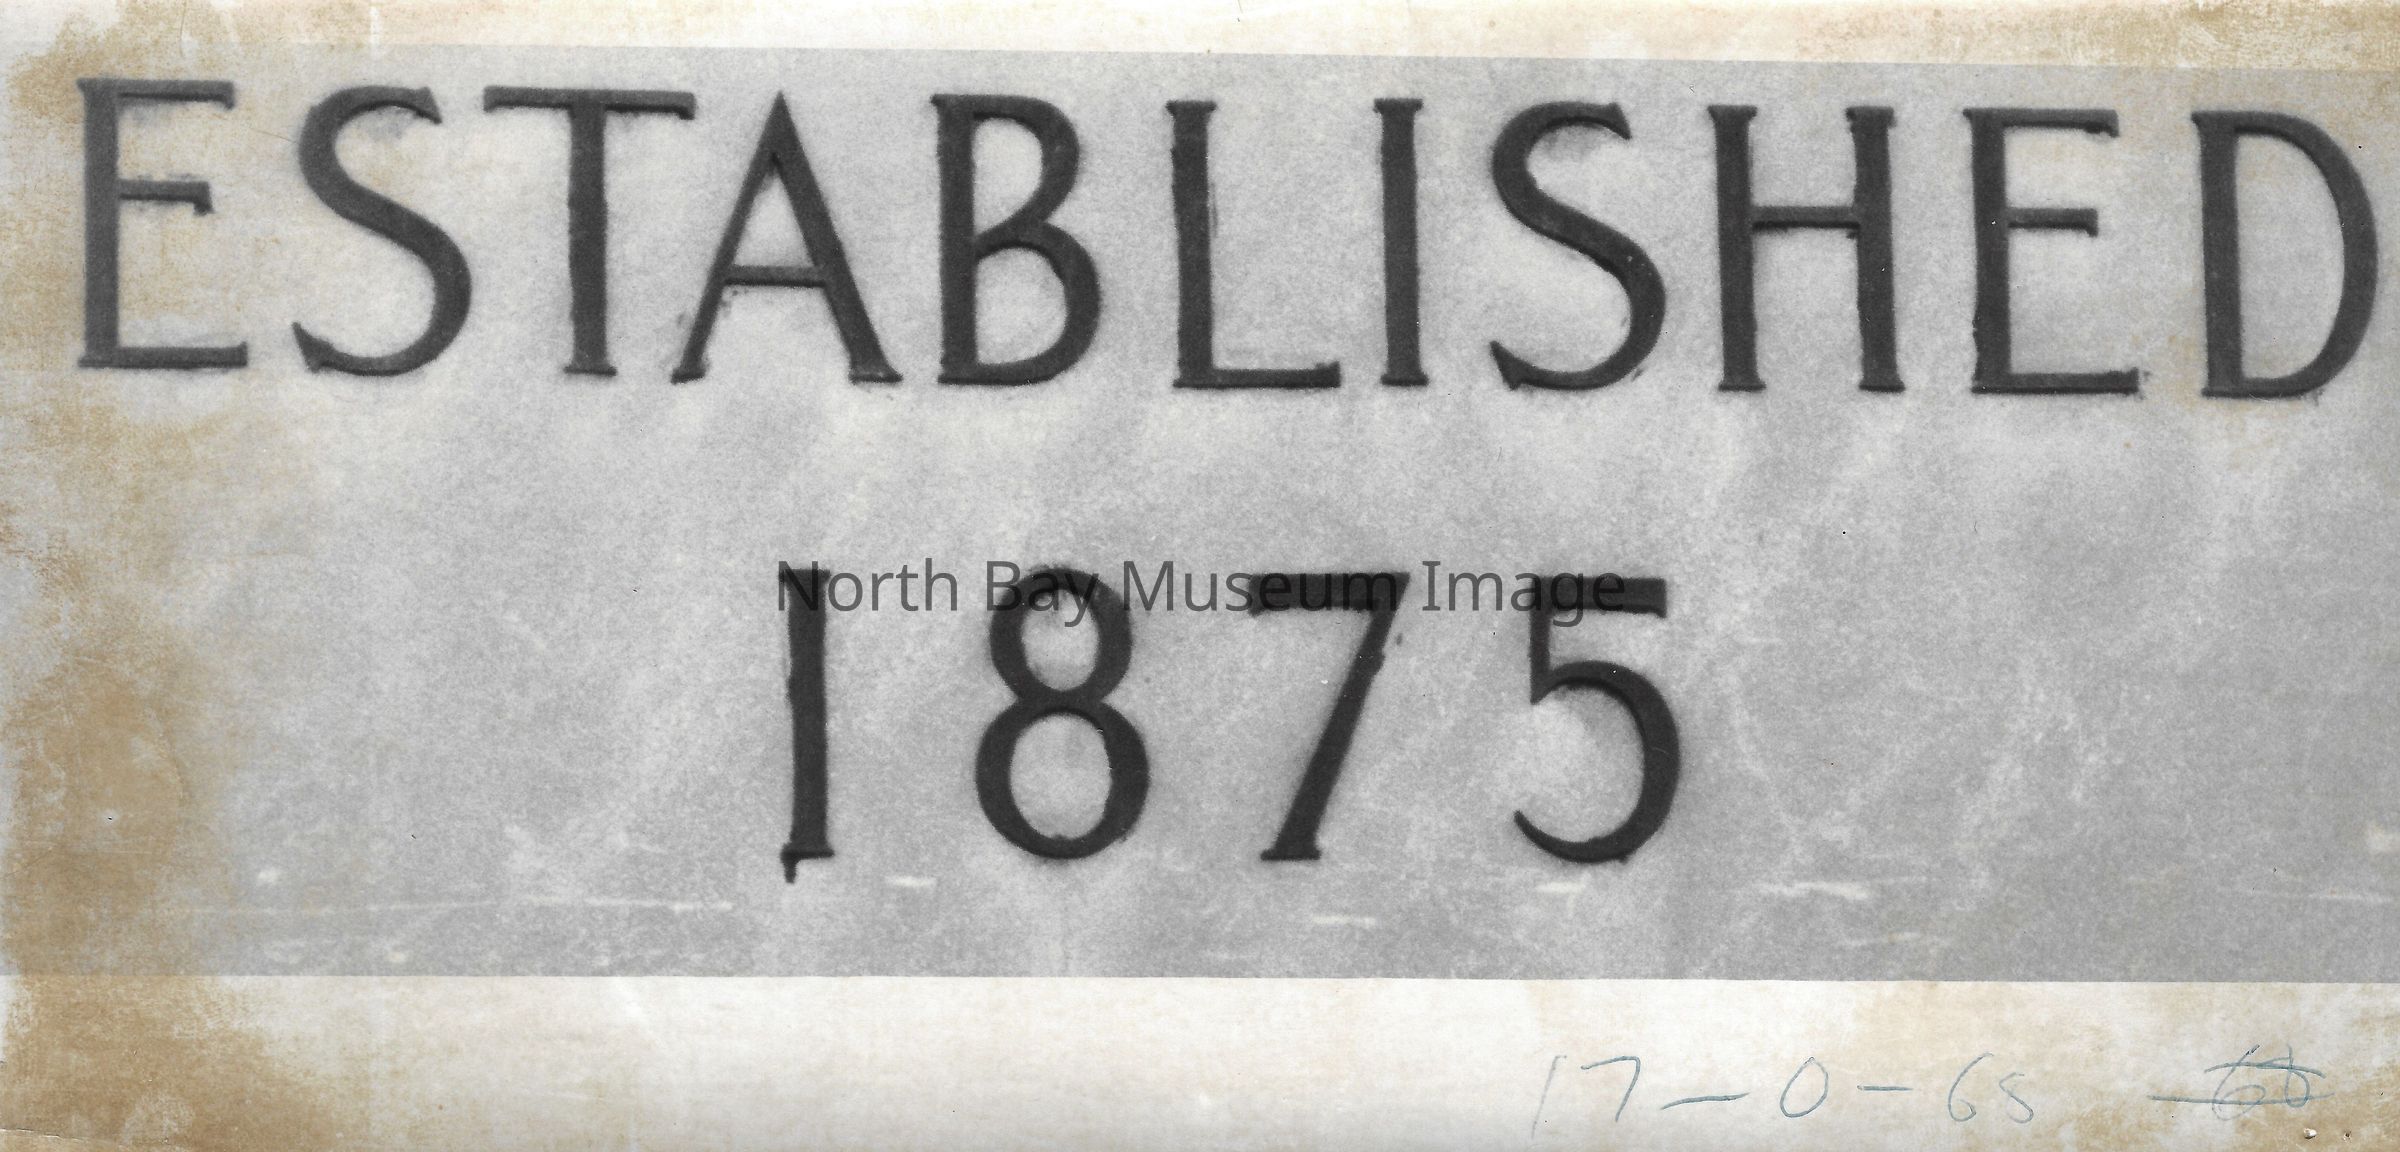 ESTABLISHED
North Bay Museum Image
1875
17-0-65